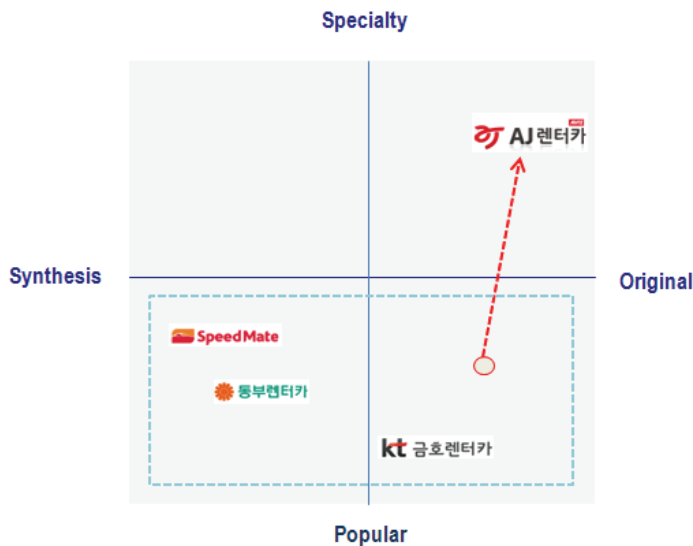 Specialty
AJ렌터카
Synthesis
Original
SpeedMate
동부렌터카
kt 금호렌터카
Popular